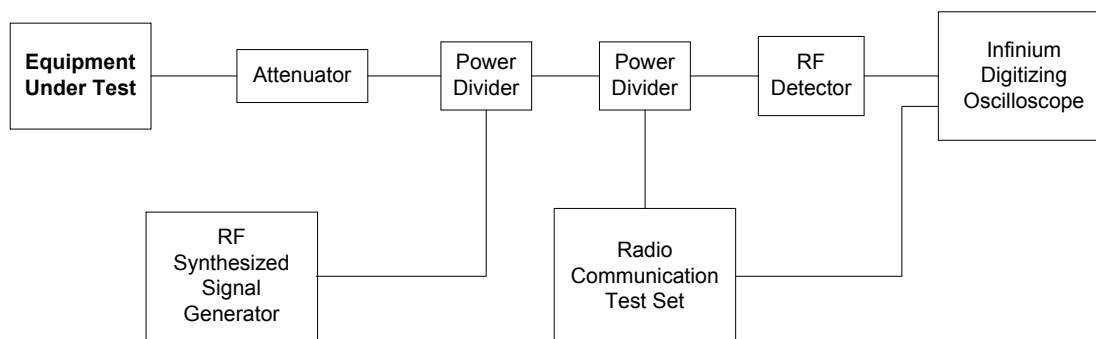 Equipment
Under Test
Attenuator
Power
Divider
Power
Divider
RF
Detector
Infinium
Digitizing
Oscilloscope
RF
Synthesized
Signal
Generator
Radio
Communication
Test Set